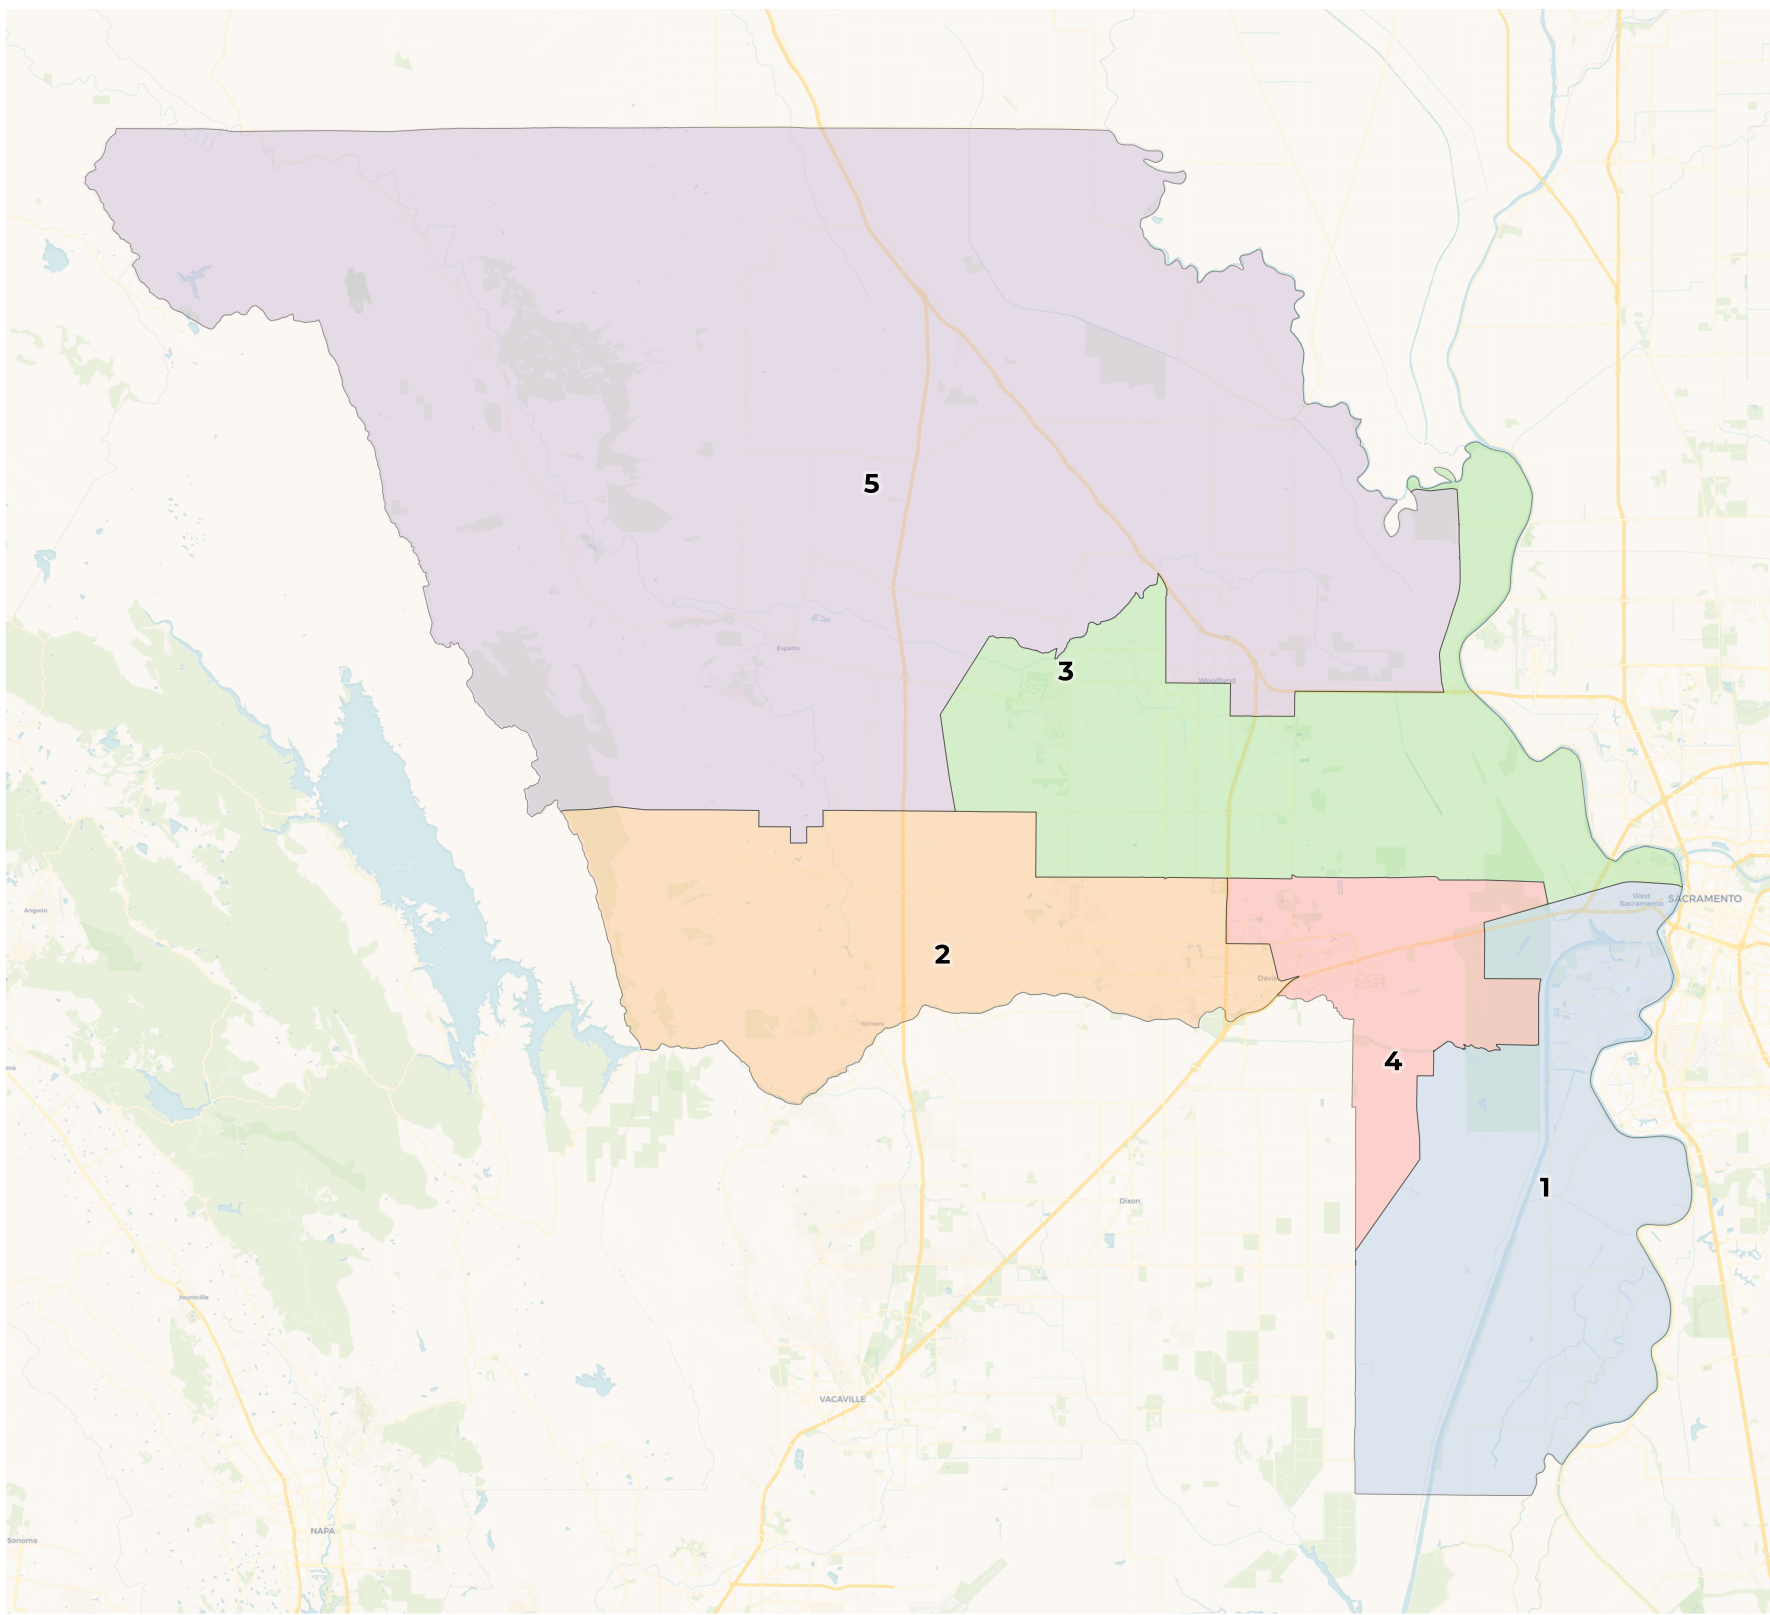 5
Esparto
3
Woodland
West
Sacramento
SACRAMENTO
Angwin
2
Davis
Winters
4
1
Dixon
Yountville
VACAVILLE
NAPA
Sonoma